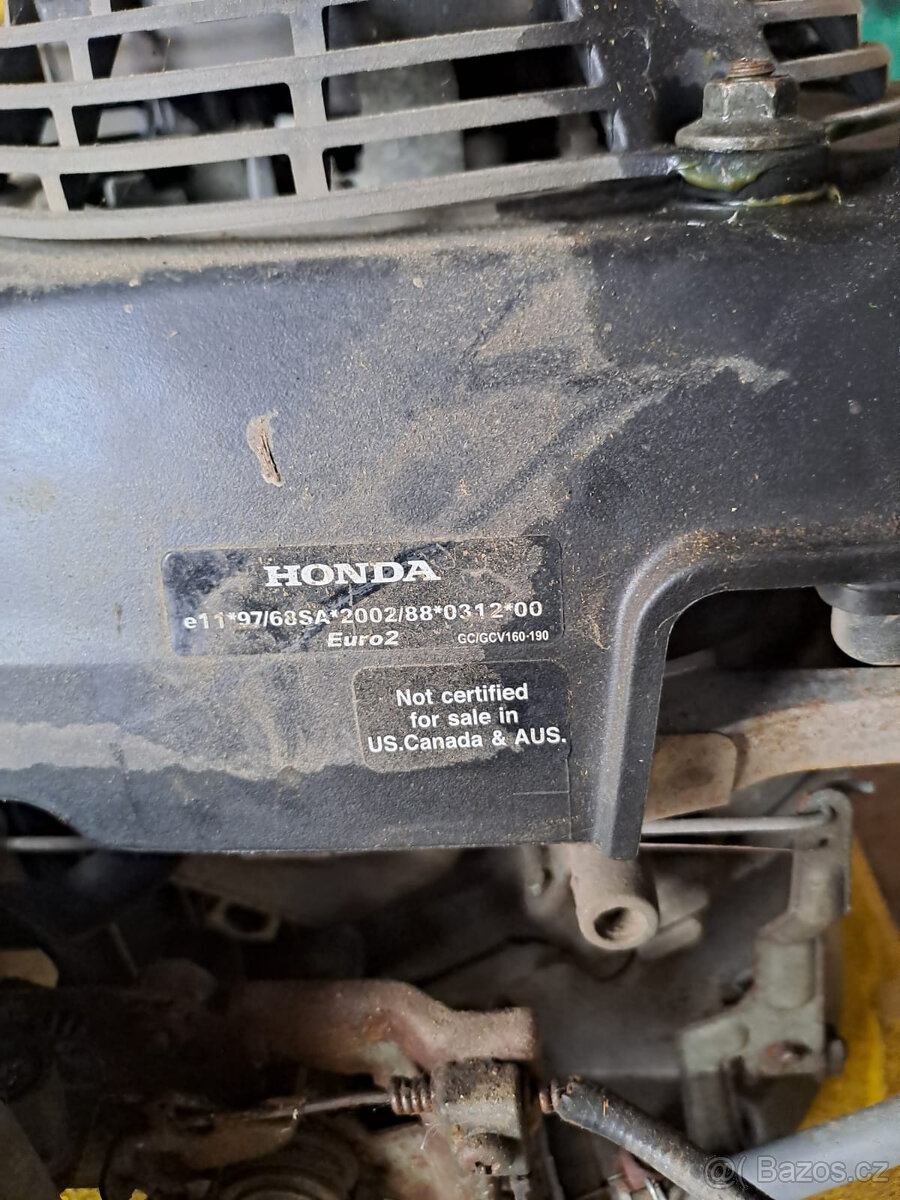 HONDA
e11*97/68SA*2002/88*0312*00
Euro2 GC/GCV160-190
Not certified
for sale in
US.Canada & AUS.
@ Bazos.cz